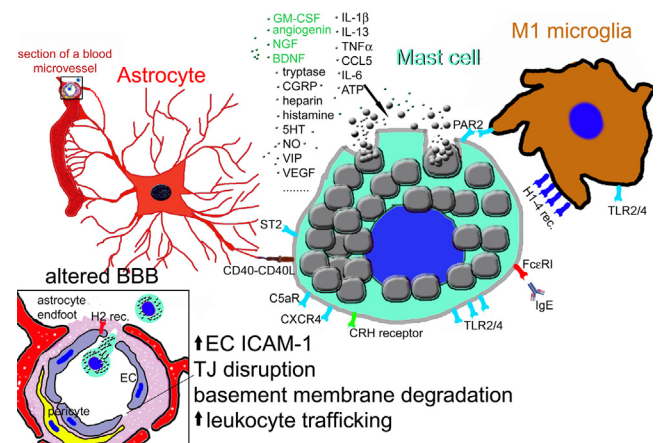 section of a blood
microvessel
Astrocyte
GM-CSF
angiogenin
NGF
BDNF
tryptase
CGRP
heparin
histamine
5HT
NO
VIP
VEGF
........
IL-1β
IL-13
TNFα
CCL5
IL-6
ATP
Mast cell
M1 microglia
PAR2
H1-4 rec.
TLR2/4
ST2
CD40-CD40L
C5aR
CXCR4
CRH receptor
TLR2/4
FcεRI
IgE
altered BBB
astrocyte
endfoot
H2 rec.
EC
pericyte
⬆EC ICAM-1
TJ disruption
basement membrane degradation
⬆leukocyte trafficking